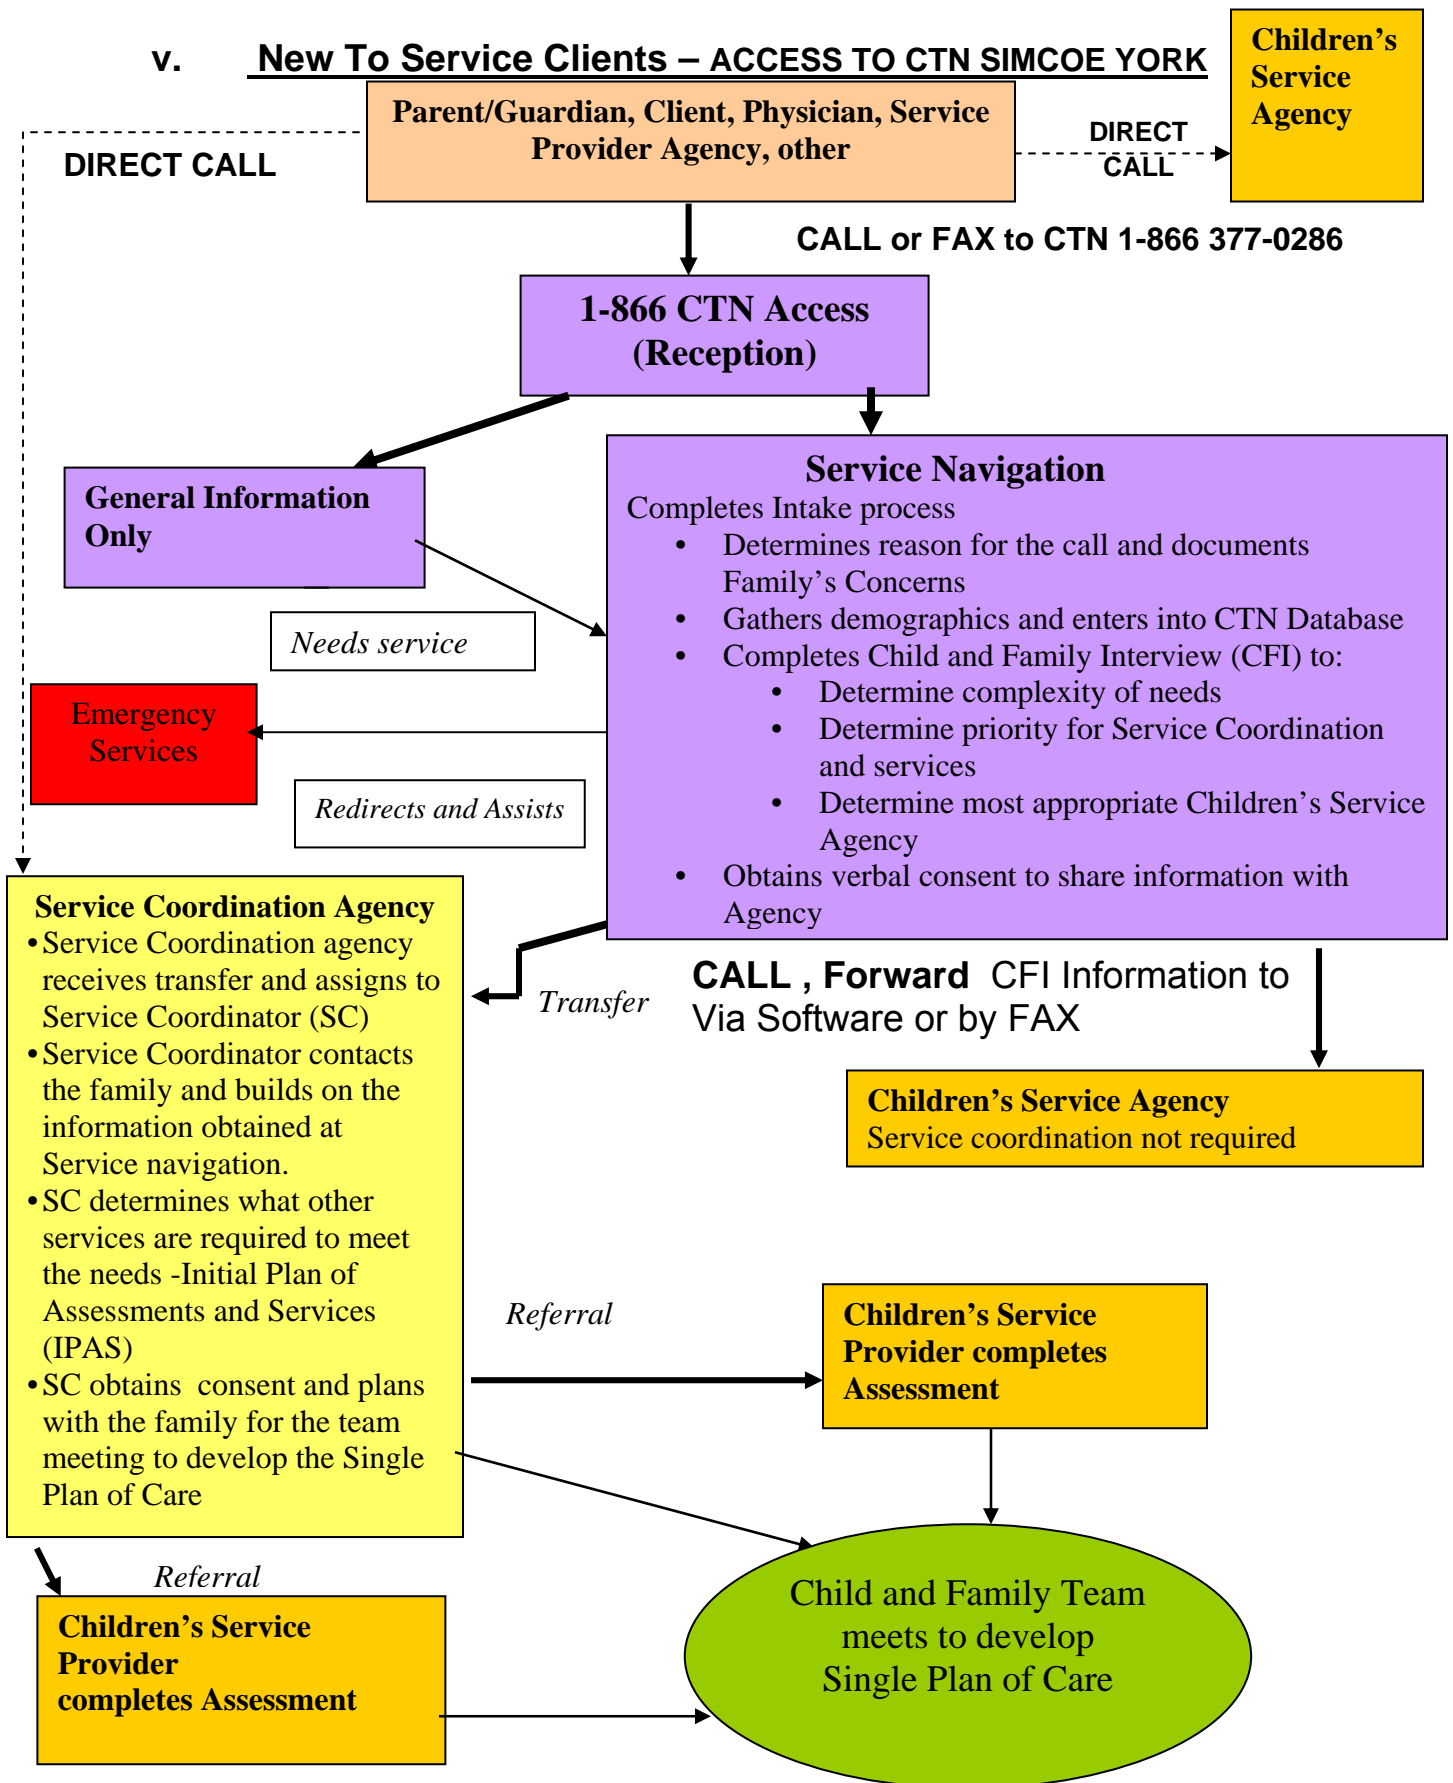 v. New To Service Clients – ACCESS TO CTN SIMCOE YORK
Children's
Service
Agency
Parent/Guardian, Client, Physician, Service
Provider Agency, other
DIRECT CALL
DIRECT
CALL
CALL or FAX to CTN 1-866 377-0286
1-866 CTN Access
(Reception)
General Information
Only
Service Navigation
Completes Intake process
• Determines reason for the call and documents
Family's Concerns
• Gathers demographics and enters into CTN Database
• Completes Child and Family Interview (CFI) to:
• Determine complexity of needs
• Determine priority for Service Coordination
and services
• Determine most appropriate Children's Service
Agency
• Obtains verbal consent to share information with
Agency
Needs service
Emergency
Services
Redirects and Assists
Service Coordination Agency
• Service Coordination agency
receives transfer and assigns to
Service Coordinator (SC)
• Service Coordinator contacts
the family and builds on the
information obtained at
Service navigation.
• SC determines what other
services are required to meet
the needs -Initial Plan of
Assessments and Services
(IPAS)
• SC obtains consent and plans
with the family for the team
meeting to develop the Single
Plan of Care
Transfer
CALL , Forward CFI Information to
Via Software or by FAX
Children's Service Agency
Service coordination not required
Referral
Children's Service
Provider completes
Assessment
Referral
Children's Service
Provider
completes Assessment
Child and Family Team
meets to develop
Single Plan of Care